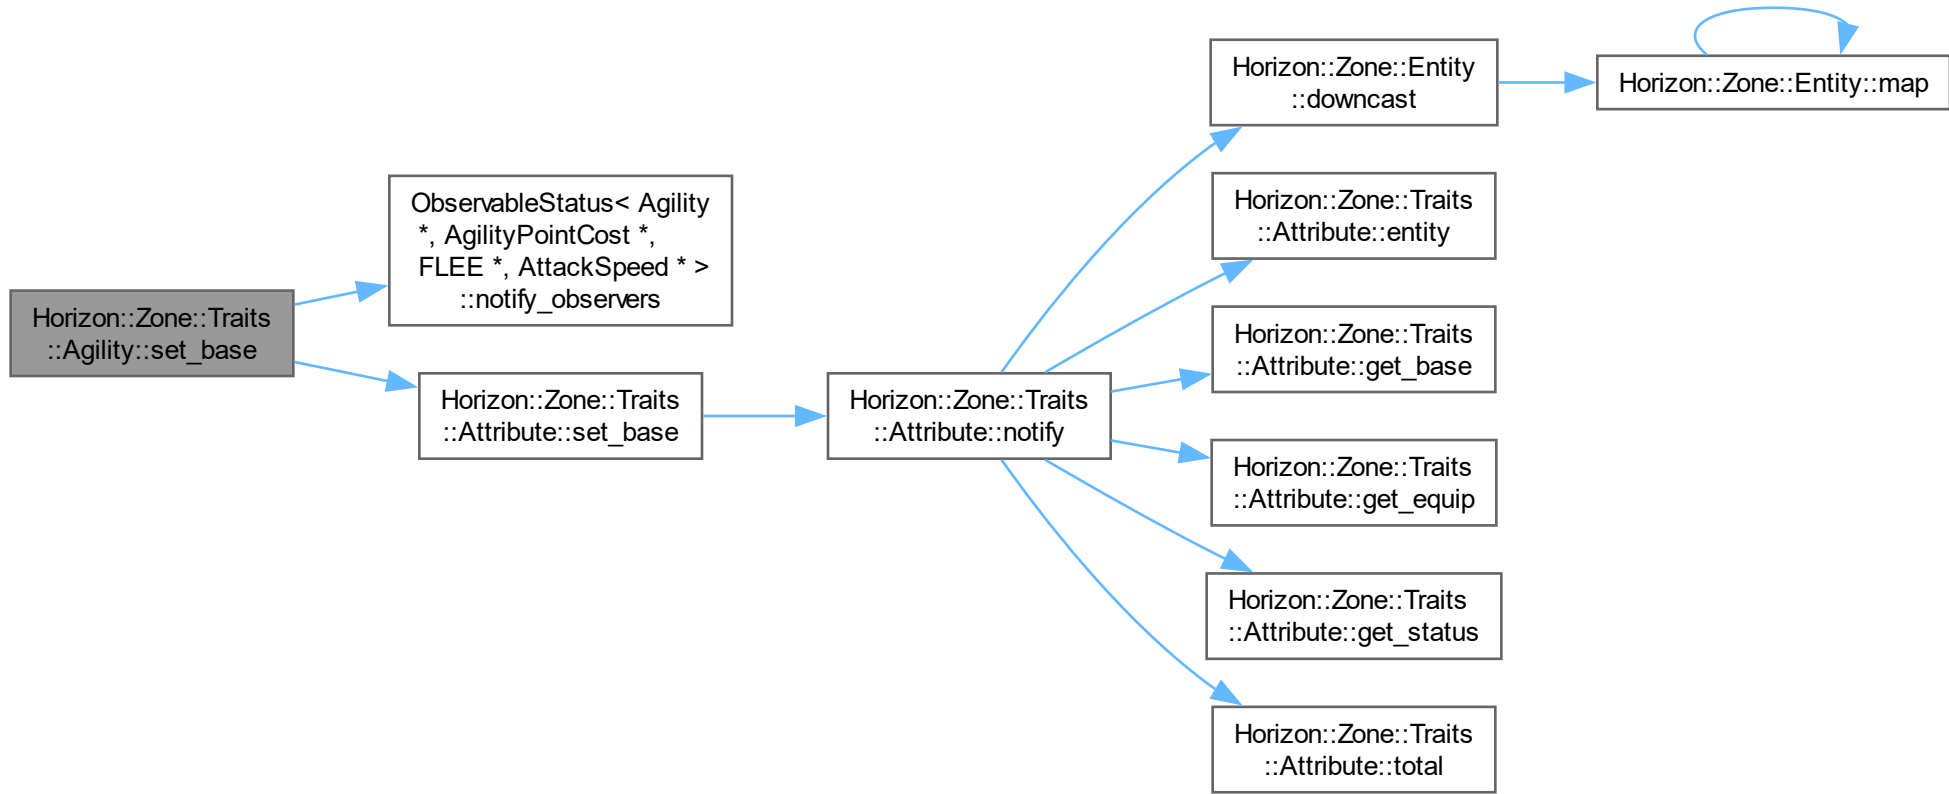 Horizon::Zone::Traits
::Agility::set_base
ObservableStatus< Agility
*, AgilityPointCost *,
FLEE *, AttackSpeed * >
::notify_observers
Horizon::Zone::Traits
::Attribute::set_base
Horizon::Zone::Traits
::Attribute::notify
Horizon::Zone::Entity
::downcast
Horizon::Zone::Entity::map
Horizon::Zone::Traits
::Attribute::entity
Horizon::Zone::Traits
::Attribute::get_base
Horizon::Zone::Traits
::Attribute::get_equip
Horizon::Zone::Traits
::Attribute::get_status
Horizon::Zone::Traits
::Attribute::total